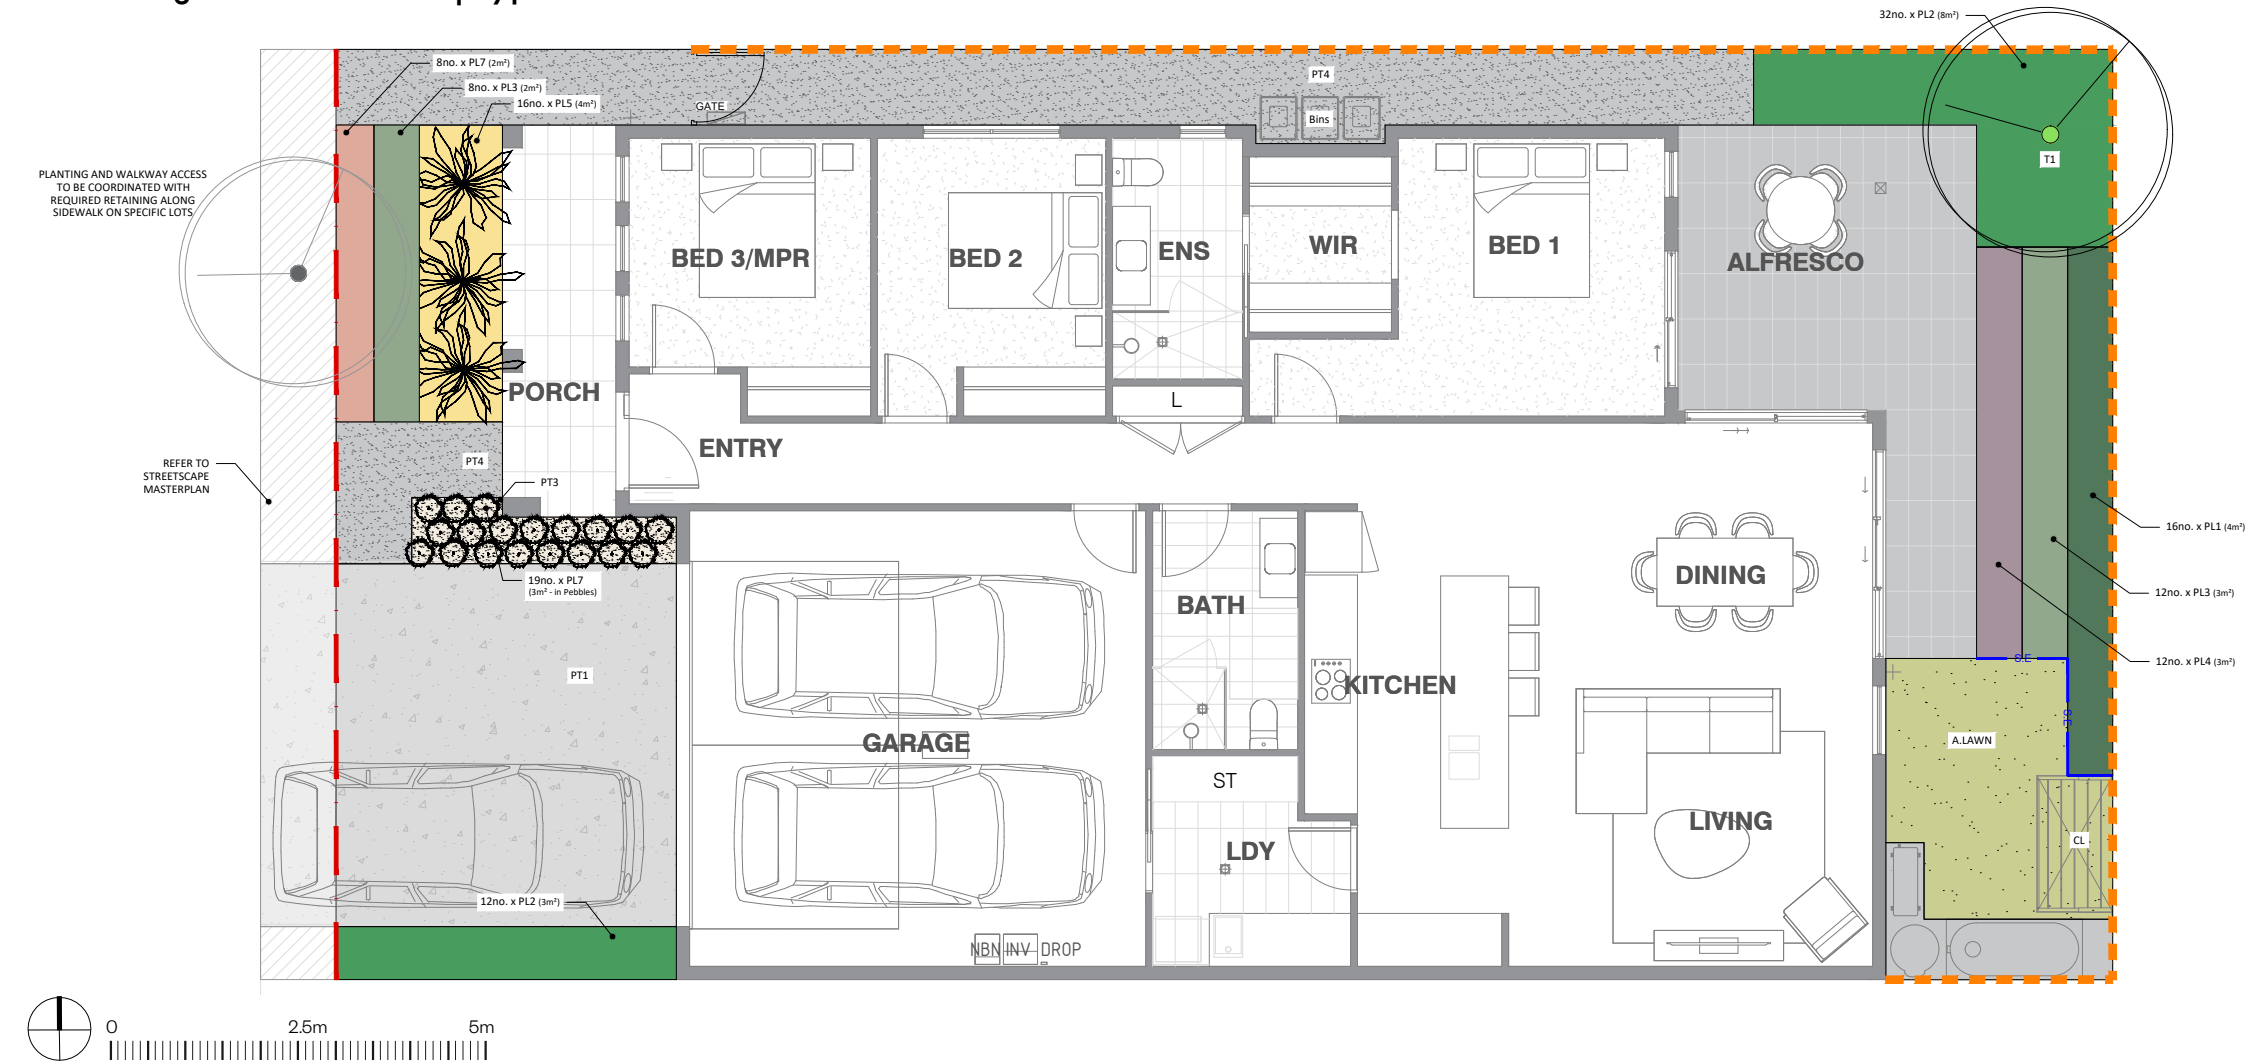 32no. x PL2 (8m²)
8no. x PL7 (2m²)
8no. x PL3 (2m²)
16no. x PL5 (4m²)
GATE
PT4
Bins
T1
PLANTING AND WALKWAY ACCESS
TO BE COORDINATED WITH
REQUIRED RETAINING ALONG
SIDEWALK ON SPECIFIC LOTS
BED 3/MPR
BED 2
ENS
WIR
BED 1
ALFRESCO
PORCH
L
ENTRY
PT4
PT3
REFER TO
STREETSCAPE
MASTERPLAN
16no. x PL1 (4m²)
19no. x PL7
(3m² - in Pebbles)
12no. x PL3 (3m²)
12no. x PL4 (3m²)
DINING
BATH
PT1
KITCHEN
S.E
S.E
GARAGE
A.LAWN
ST
LIVING
CL
LDY
12no. x PL2 (3m²)
NBN INV DROP
0 2.5m 5m